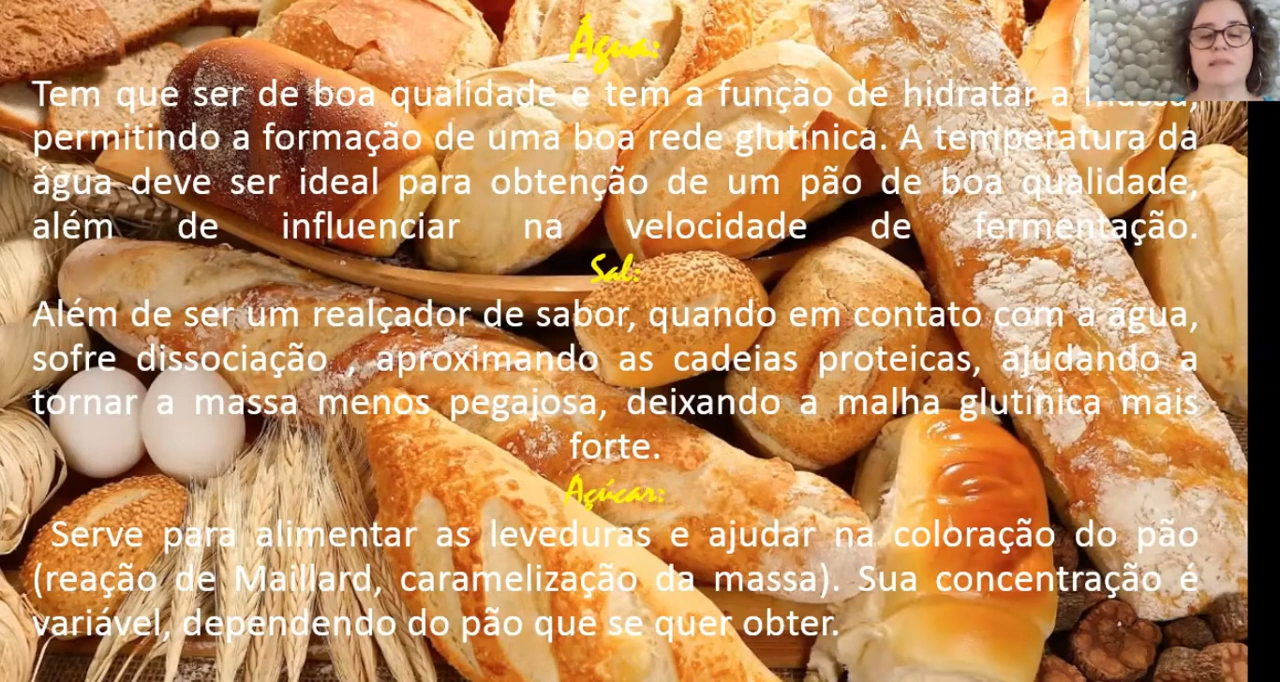 Água:
Tem que ser de boa qualidade e tem a função de hidratar a massa,
permitindo a formação de uma boa rede glutínica. A temperatura da
água deve ser ideal para obtenção de um pão de boa qualidade,
além de influenciar na velocidade de fermentação.
Sal:
Além de ser um realçador de sabor, quando em contato com a água,
sofre dissociação , aproximando as cadeias proteicas, ajudando a
tornar a massa menos pegajosa, deixando a malha glutínica mais
forte.
Açúcar:
Serve para alimentar as leveduras e ajudar na coloração do pão
(reação de Maillard, caramelização da massa). Sua concentração é
variável, dependendo do pão que se quer obter.